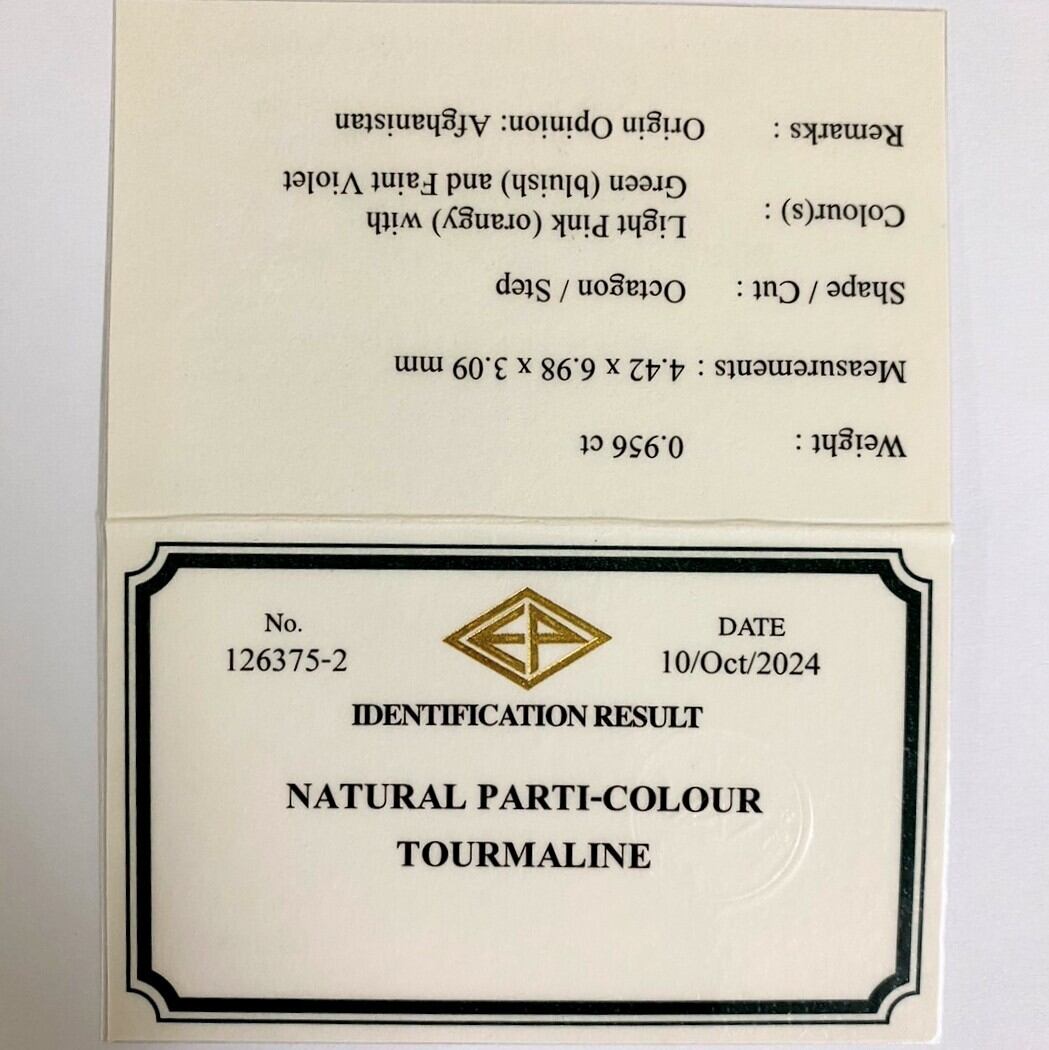 Weight : 0.956 ct
Measurements : 4.42 x 6.98 x 3.09 mm
Shape / Cut : Octagon / Step
Colour(s) : Light Pink (orangy) with
Green (bluish) and Faint Violet
Remarks : Origin Opinion: Afghanistan
No.
126375-2
EP
DATE
10/Oct/2024
IDENTIFICATION RESULT
NATURAL PARTI-COLOUR
TOURMALINE